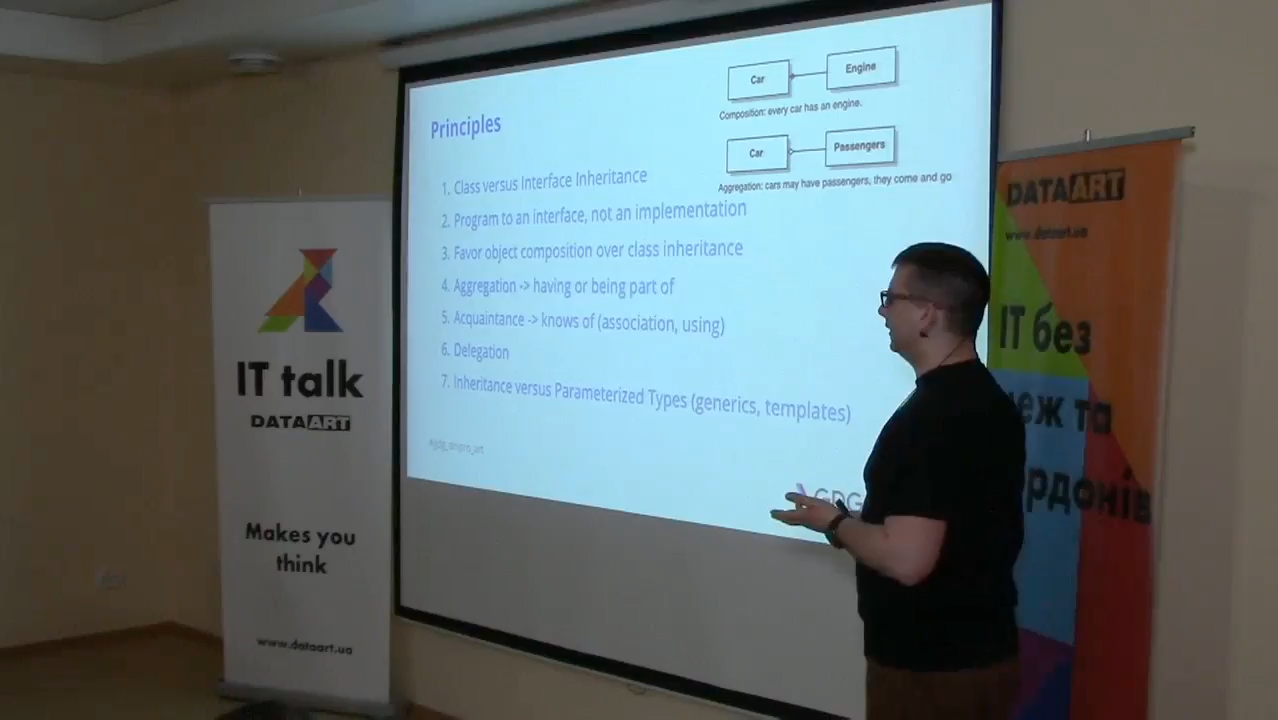 IT talk
DATAART
Makes you
think
www.dataart.ua
Principles
1. Class versus Interface Inheritance
2. Program to an interface, not an implementation
3. Favor object composition over class inheritance
4. Aggregation -> having or being part of
5. Acquaintance -> knows of (association, using)
6. Delegation
7. Inheritance versus Parameterized Types (generics, templates)
Car
Engine
Composition: every car has an engine.
Car
Passengers
Aggregation: cars may have passengers, they come and go
GDG
DATAART
www.dataart.ua
IT без
та